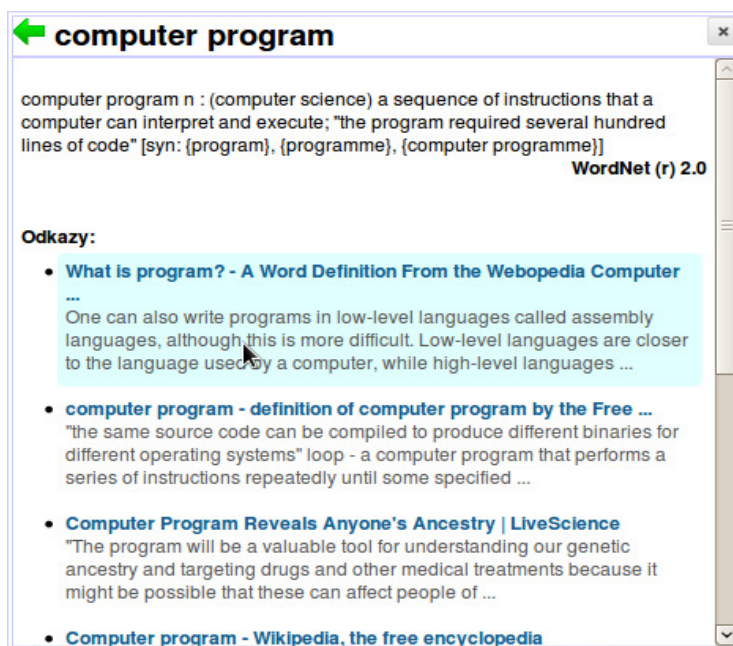 computer program
computer program n : (computer science) a sequence of instructions that a
computer can interpret and execute; "the program required several hundred
lines of code" [syn: {program}, {programme}, {computer programme}]
WordNet (r) 2.0
Odkazy:
What is program? - A Word Definition From the Webopedia Computer
...
One can also write programs in low-level languages called assembly
languages, although this is more difficult. Low-level languages are closer
to the language used by a computer, while high-level languages ...
computer program - definition of computer program by the Free ...
"the same source code can be compiled to produce different binaries for
different operating systems" loop - a computer program that performs a
series of instructions repeatedly until some specified ...
Computer Program Reveals Anyone's Ancestry | LiveScience
"The program will be a valuable tool for understanding our genetic
ancestry and targeting drugs and other medical treatments because it
might be possible that these can affect people of ...
Computer program - Wikipedia, the free encyclopedia